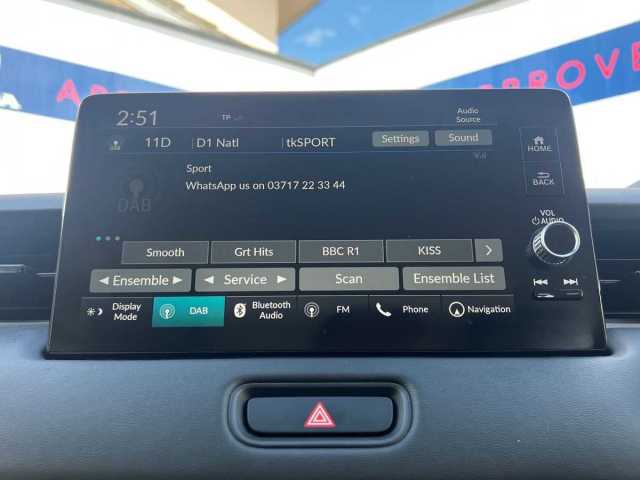 APPROVE
2:51
TP
Audio
Source
11D
D1 Natl
tkSPORT
Settings
Sound
HOME
Sport
WhatsApp us on 03717 22 33 44
DAB
BACK
VOL
AUDIO
Smooth
Grt Hits
BBC R1
KISS
Ensemble
Service
Scan
Ensemble List
Display
Mode
DAB
Bluetooth
Audio
FM
Phone
Navigation